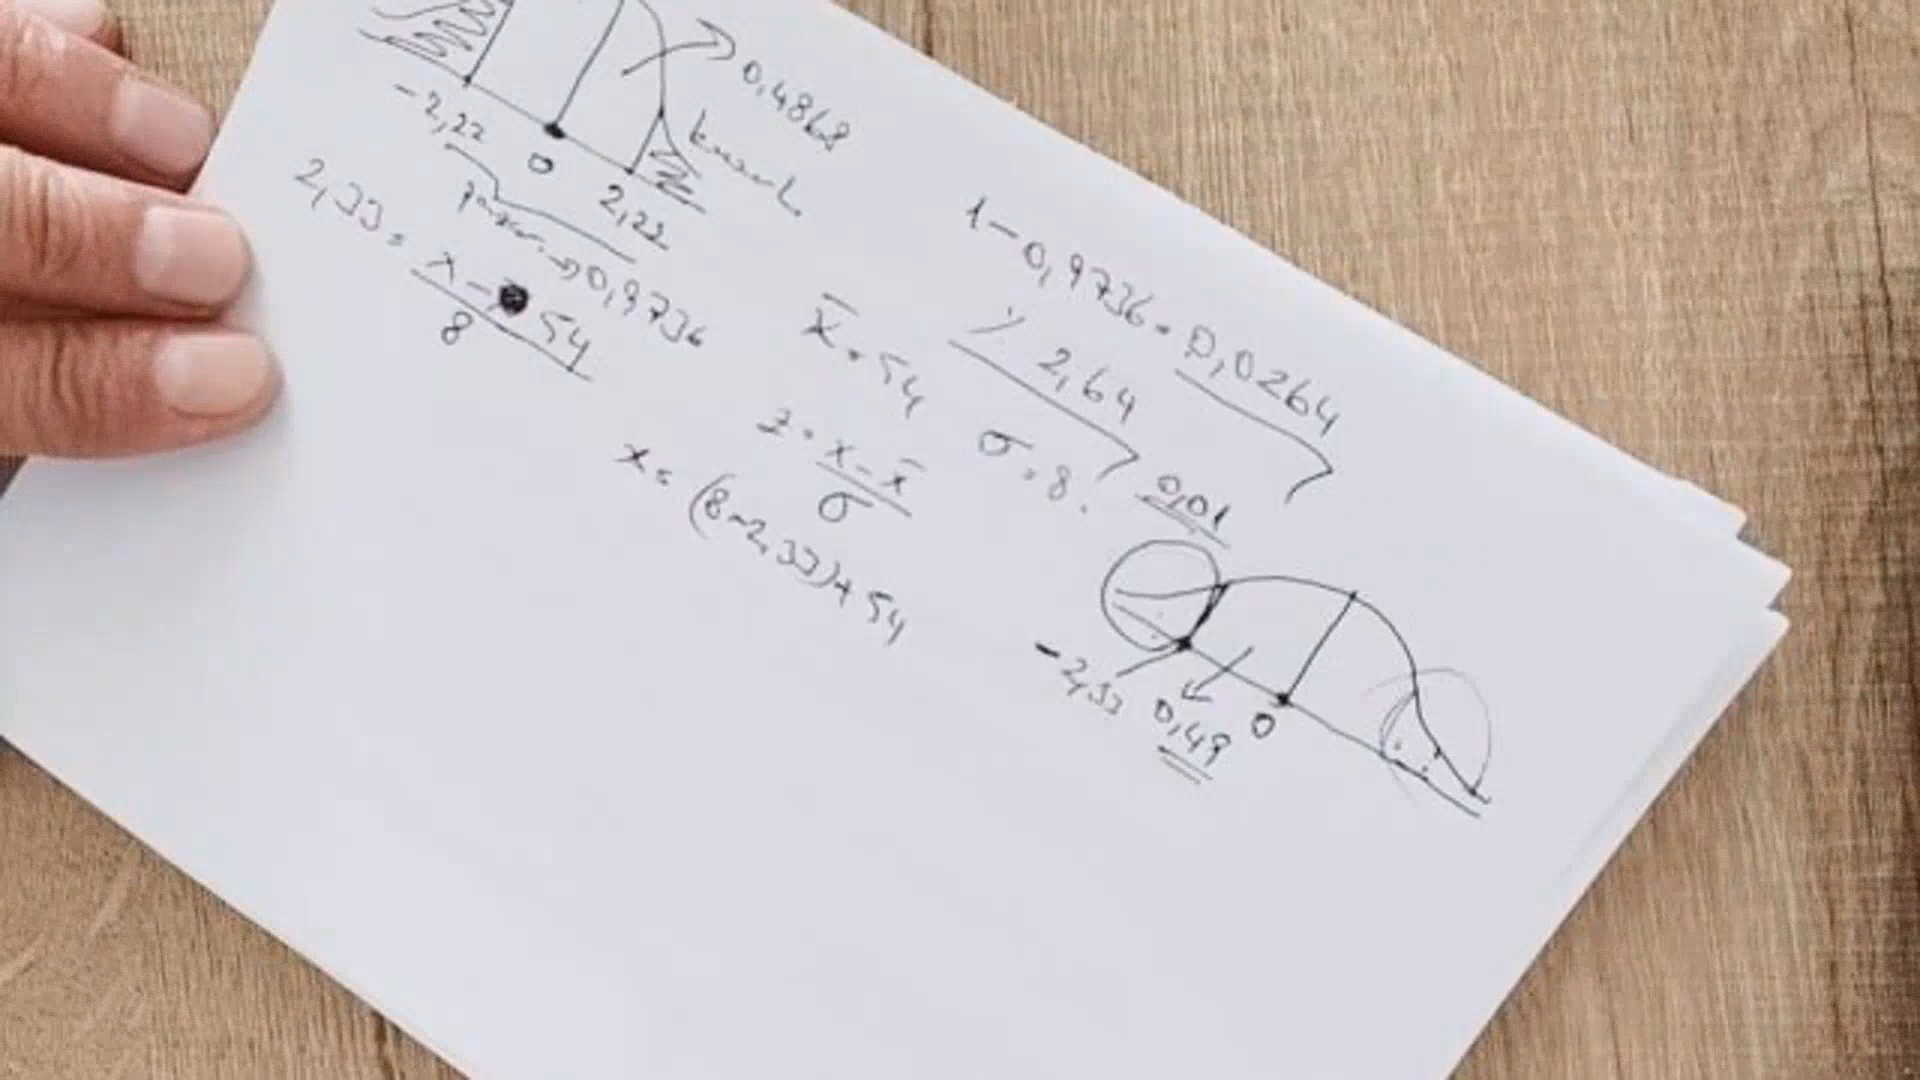 0,4868
-2,22
0
2,22
→0,9736
1-0,9736=0,0264
% 2,64
2,33= x-54
8
x̄=54
σ=8.
z= x-x̄
σ
x= (8-2,33)+54
0,01
-2,33
0,49
0